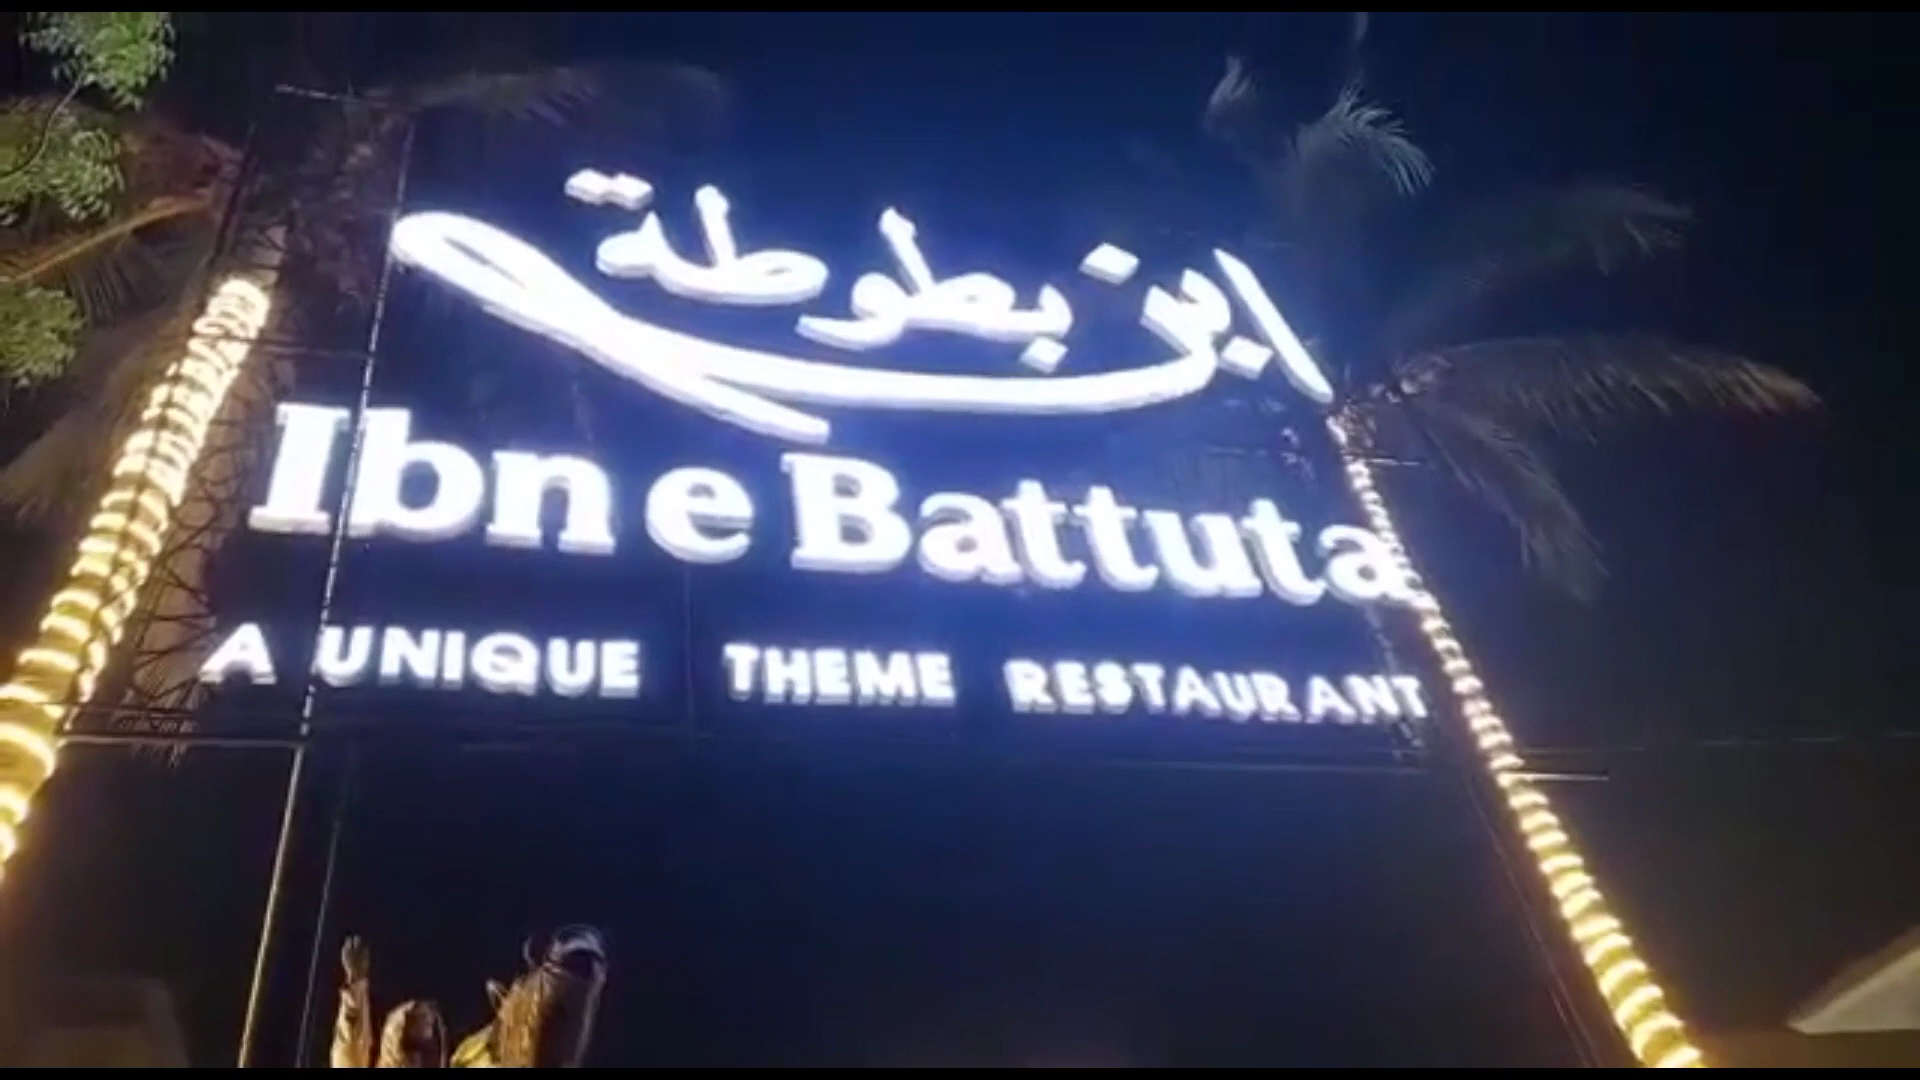 ابن بطوطة
Ibn e Battuta
A UNIQUE THEME RESTAURANT